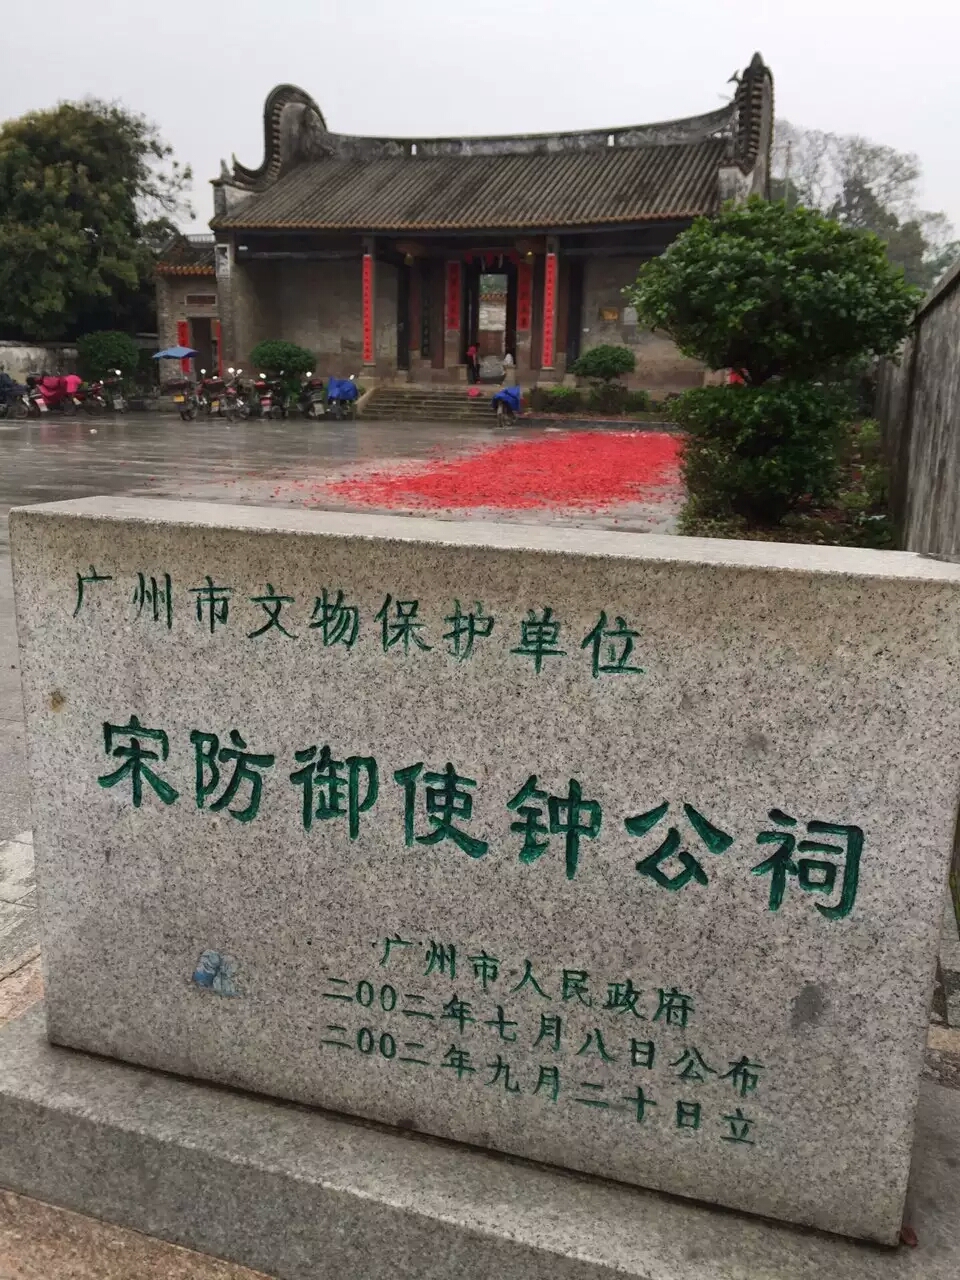 广州市文物保护单位
宋防御使钟公祠
广州市人民政府
二00二年七月八日公布
二00二年九月二十日立